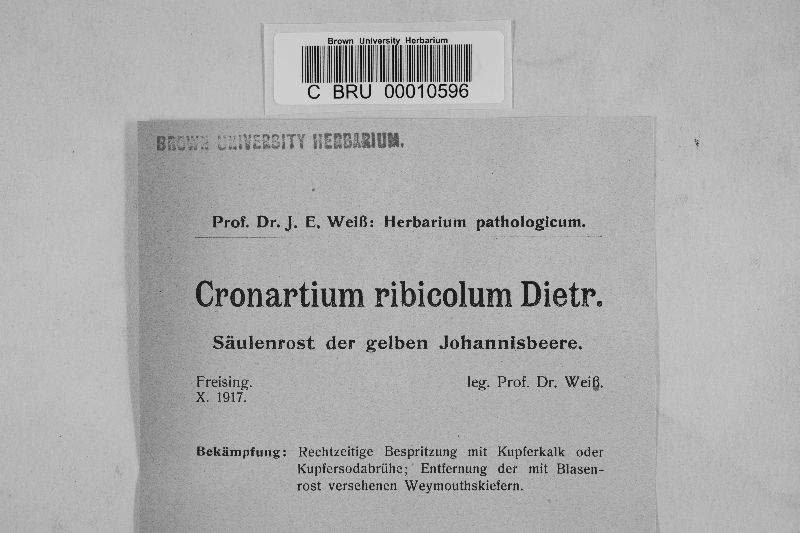 Brown University Herbarium
C BRU 00010596
BROWN UNIVERSITY HERBARIUM.
Prof. Dr. J. E. Weiß: Herbarium pathologicum.
Cronartium ribicolum Dietr.
Säulenrost der gelben Johannisbeere.
Freising. leg. Prof. Dr. Weiß.
X. 1917.
Bekämpfung: Rechtzeitige Bespritzung mit Kupferkalk oder
Kupfersodabrühe; Entfernung der mit Blasen-
rost versehenen Weymouthskiefern.